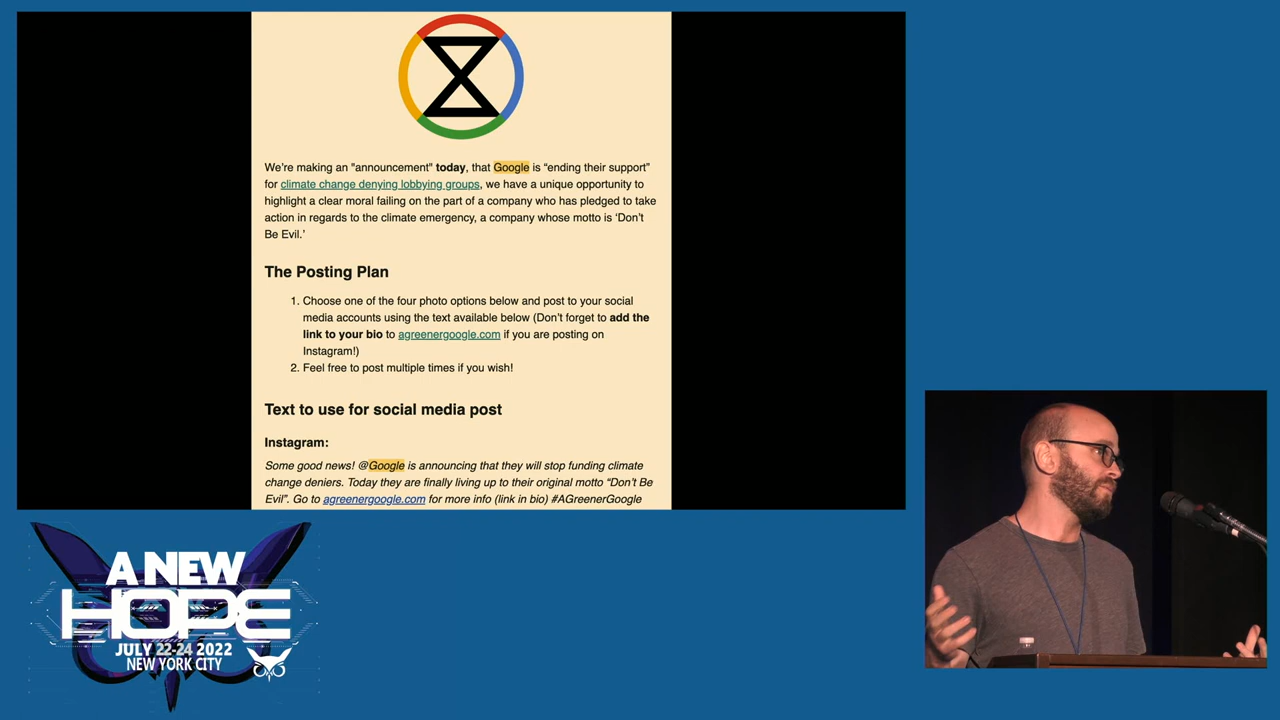 We're making an "announcement" today, that Google is “ending their support”
for climate change denying lobbying groups, we have a unique opportunity to
highlight a clear moral failing on the part of a company who has pledged to take
action in regards to the climate emergency, a company whose motto is ‘Don’t
Be Evil.’
The Posting Plan
1. Choose one of the four photo options below and post to your social
media accounts using the text available below (Don’t forget to add the
link to your bio to agreenergoogle.com if you are posting on
Instagram!)
2. Feel free to post multiple times if you wish!
Text to use for social media post
Instagram:
Some good news! @Google is announcing that they will stop funding climate
change deniers. Today they are finally living up to their original motto “Don’t Be
Evil”. Go to agreenergoogle.com for more info (link in bio) #AGreenerGoogle
A NEW
HOPE
JULY 22-24 2022
NEW YORK CITY